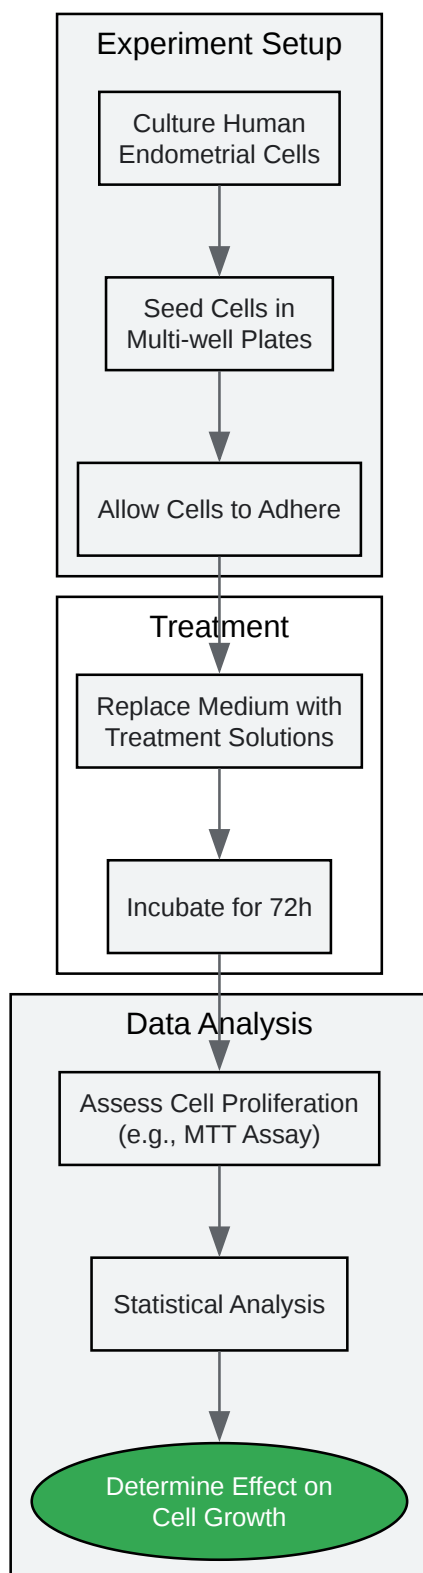 Experiment Setup
Culture Human
Endometrial Cells
Seed Cells in
Multi-well Plates
Allow Cells to Adhere
Treatment
Replace Medium with
Treatment Solutions
Incubate for 72h
Data Analysis
Assess Cell Proliferation
(e.g., MTT Assay)
Statistical Analysis
Determine Effect on
Cell Growth